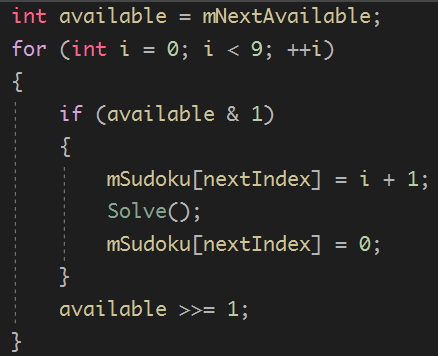 int available = mNextAvailable;
for (int i = 0; i < 9; ++i)
{
    if (available & 1)
    {
        mSudoku[nextIndex] = i + 1;
        Solve();
        mSudoku[nextIndex] = 0;
    }
    available >>= 1;
}